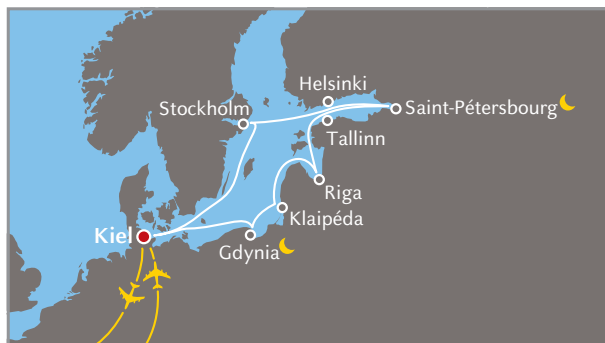 Helsinki
Stockholm
Saint-Pétersbourg
Tallinn
Riga
Klaipéda
Kiel
Gdynia